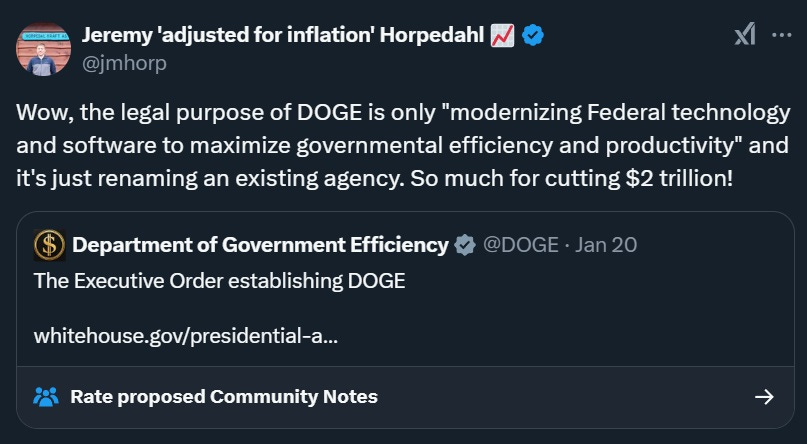 Jeremy 'adjusted for inflation' Horpedahl 📈
@jmhorp
Wow, the legal purpose of DOGE is only "modernizing Federal technology
and software to maximize governmental efficiency and productivity" and
it's just renaming an existing agency. So much for cutting $2 trillion!
Department of Government Efficiency @DOGE · Jan 20
The Executive Order establishing DOGE
whitehouse.gov/presidential-a...
Rate proposed Community Notes